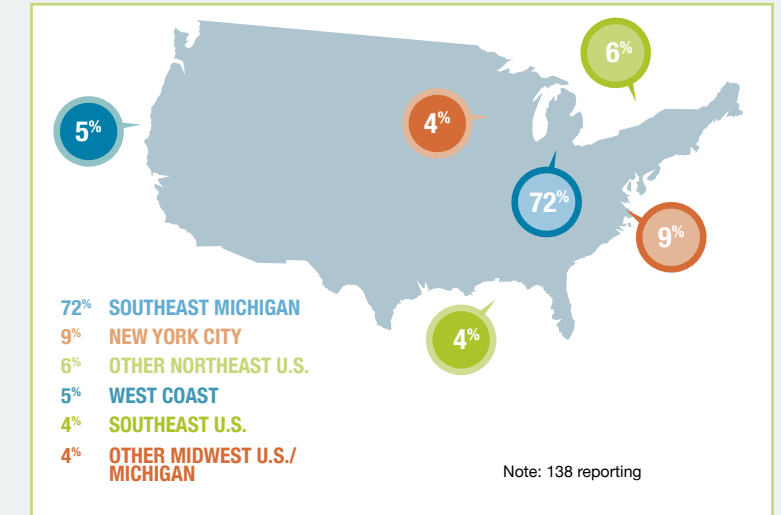 6%
5%
4%
72%
9%
4%
72% SOUTHEAST MICHIGAN
9% NEW YORK CITY
6% OTHER NORTHEAST U.S.
5% WEST COAST
4% SOUTHEAST U.S.
4% OTHER MIDWEST U.S./
MICHIGAN
Note: 138 reporting